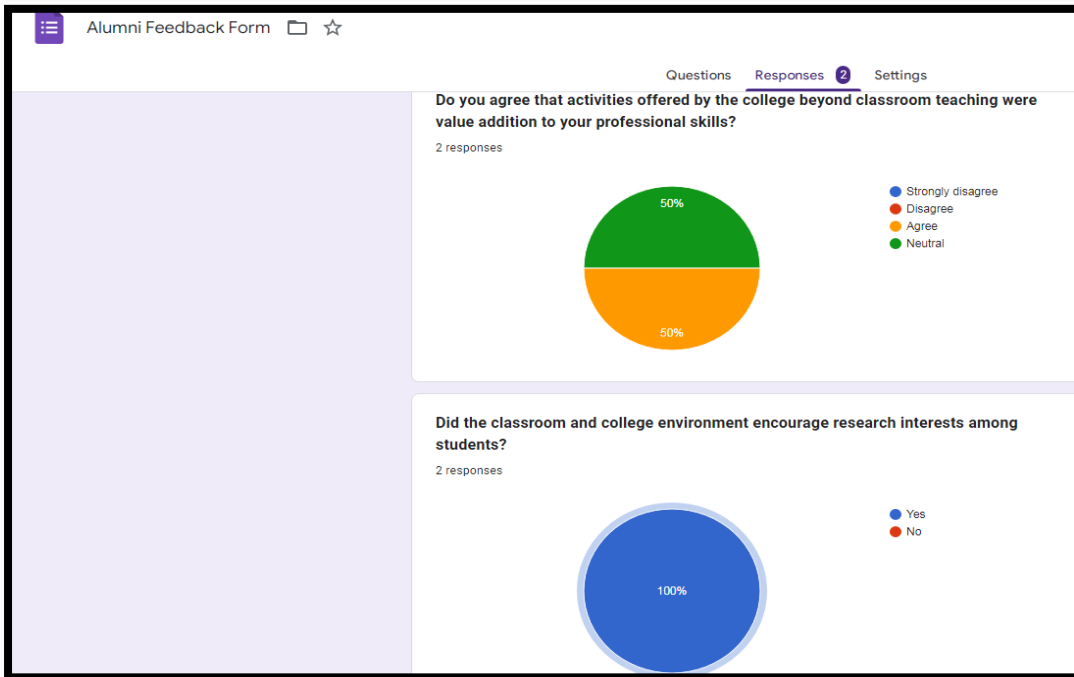 Alumni Feedback Form
Questions Responses 2 Settings
Do you agree that activities offered by the college beyond classroom teaching were
value addition to your professional skills?
2 responses
50%
50%
Strongly disagree
Disagree
Agree
Neutral
Did the classroom and college environment encourage research interests among
students?
2 responses
100%
Yes
No